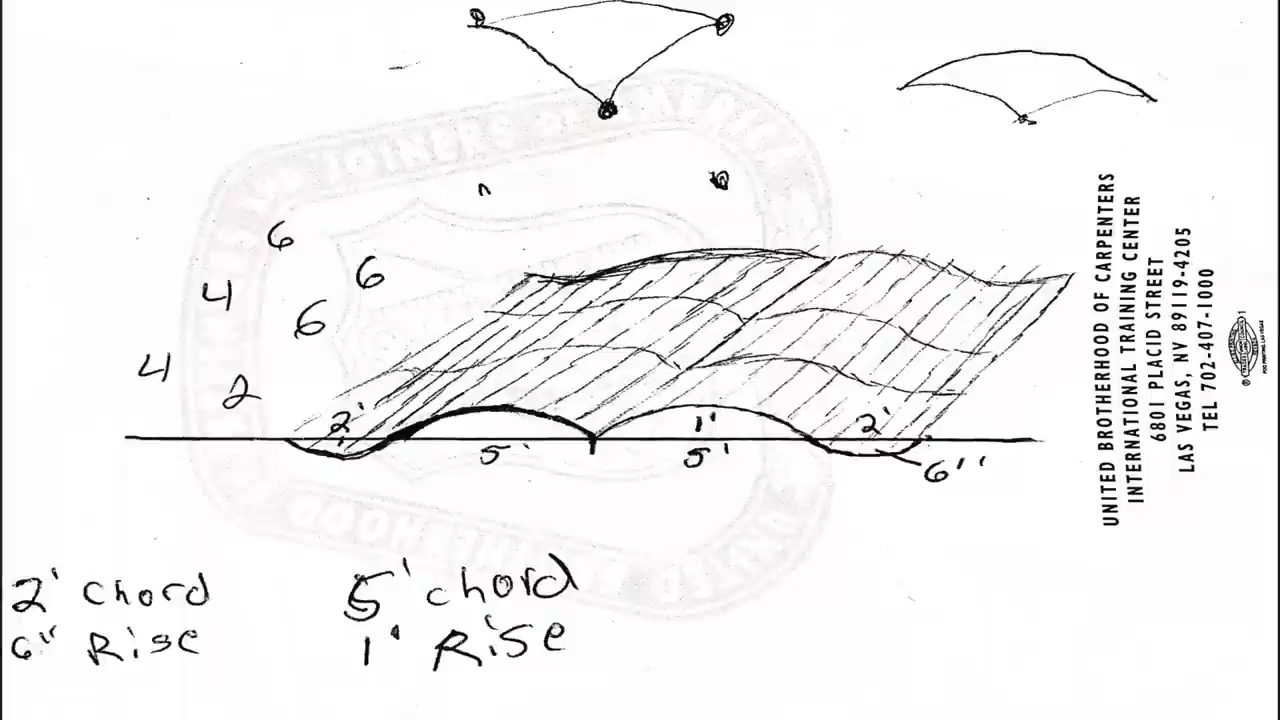 6
6
4
6
4
2
2'
1'
2'
5'
5'
6''
2' chord
6" Rise
5' chord
1' Rise
UNITED BROTHERHOOD OF CARPENTERS
INTERNATIONAL TRAINING CENTER
6801 PLACID STREET
LAS VEGAS, NV 89119-4205
TEL 702-407-1000